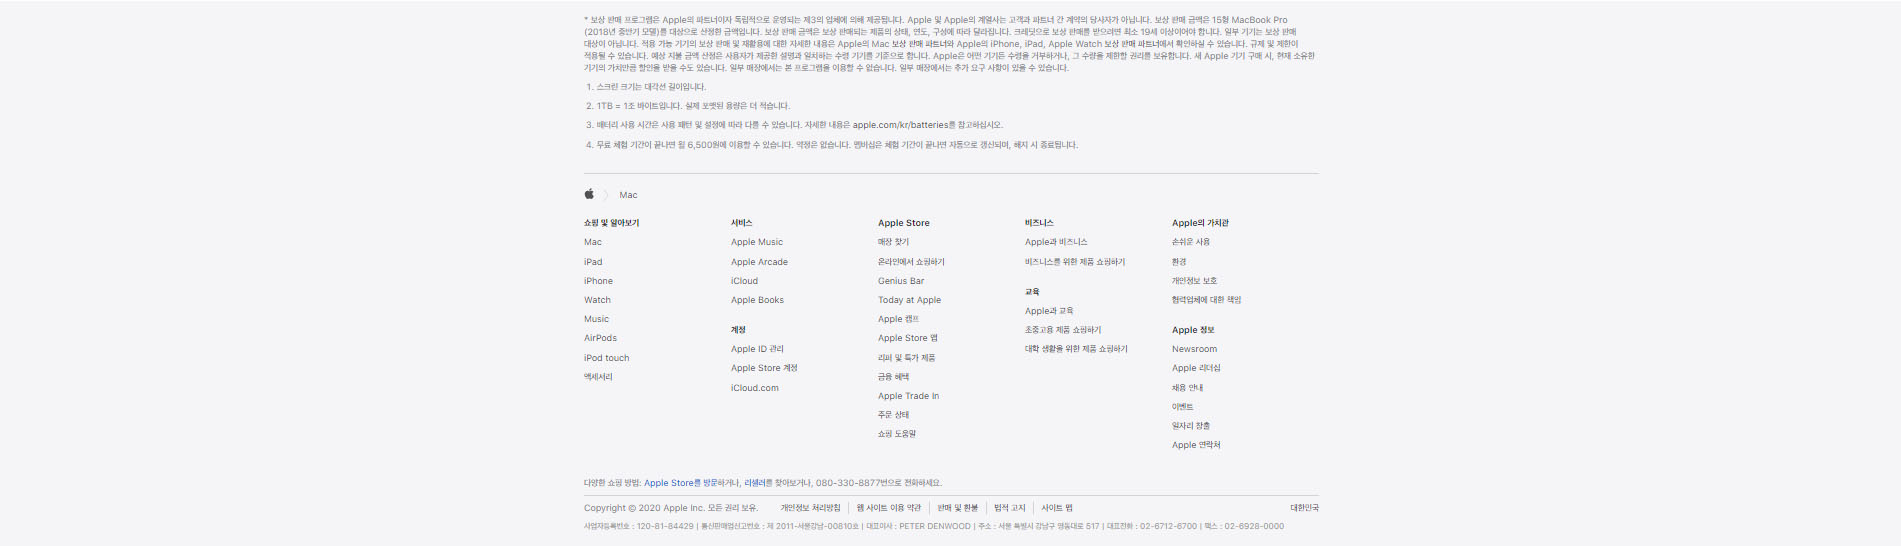 * 보상 판매 프로그램은 Apple의 파트너이자 독립적으로 운영되는 제3의 업체에 의해 제공됩니다. Apple 및 Apple의 계열사는 고객과 파트너 간 계약의 당사자가 아닙니다. 보상 판매 금액은 15형 MacBook Pro
(2018년 중반기 모델)를 대상으로 산정한 금액입니다. 보상 판매 금액은 보상 판매되는 제품의 상태, 연도, 구성에 따라 달라집니다. 크레딧으로 보상 판매를 받으려면 최소 19세 이상이어야 합니다. 일부 기기는 보상 판매
대상이 아닙니다. 적용 가능 기기의 보상 판매 및 재활용에 대한 자세한 내용은 Apple의 Mac 보상 판매 파트너와 Apple의 iPhone, iPad, Apple Watch 보상 판매 파트너에서 확인하실 수 있습니다. 규제 및 제한이
적용될 수 있습니다. 예상 지불 금액 산정은 사용자가 제공한 설명과 일치하는 수령 기기를 기준으로 합니다. Apple은 어떤 기기든 수령을 거부하거나, 그 수량을 제한할 권리를 보유합니다. 새 Apple 기기 구매 시, 현재 소유한
기기의 가치만큼 할인을 받을 수도 있습니다. 일부 매장에서는 본 프로그램을 이용할 수 없습니다. 일부 매장에서는 추가 요구 사항이 있을 수 있습니다.
1. 스크린 크기는 대각선 길이입니다.
2. 1TB = 1조 바이트입니다. 실제 포맷된 용량은 더 적습니다.
3. 배터리 사용 시간은 사용 패턴 및 설정에 따라 다를 수 있습니다. 자세한 내용은 apple.com/kr/batteries를 참고하십시오.
4. 무료 체험 기간이 끝나면 월 6,500원에 이용할 수 있습니다. 약정은 없습니다. 멤버십은 체험 기간이 끝나면 자동으로 갱신되며, 해지 시 종료됩니다.
Mac
쇼핑 및 알아보기
Mac
iPad
iPhone
Watch
Music
AirPods
iPod touch
액세서리
서비스
Apple Music
Apple Arcade
iCloud
Apple Books
계정
Apple ID 관리
Apple Store 계정
iCloud.com
Apple Store
매장 찾기
온라인에서 쇼핑하기
Genius Bar
Today at Apple
Apple 캠프
Apple Store 앱
리퍼 및 특가 제품
금융 혜택
Apple Trade In
주문 상태
쇼핑 도움말
비즈니스
Apple과 비즈니스
비즈니스를 위한 제품 쇼핑하기
교육
Apple과 교육
초중고용 제품 쇼핑하기
대학 생활을 위한 제품 쇼핑하기
Apple의 가치관
손쉬운 사용
환경
개인정보 보호
협력업체에 대한 책임
Apple 정보
Newsroom
Apple 리더십
채용 안내
이벤트
일자리 창출
Apple 연락처
다양한 쇼핑 방법: Apple Store를 방문하거나, 리셀러를 찾아보거나, 080-330-8877번으로 전화하세요.
Copyright © 2020 Apple Inc. 모든 권리 보유. 개인정보 처리방침 | 웹 사이트 이용 약관 | 판매 및 환불 | 법적 고지 | 사이트 맵 대한민국
사업자등록번호 : 120-81-84429 | 통신판매업신고번호 : 제 2011-서울강남-00810호 | 대표이사 : PETER DENWOOD | 주소 : 서울 특별시 강남구 영동대로 517 | 대표전화 : 02-6712-6700 | 팩스 : 02-6928-0000